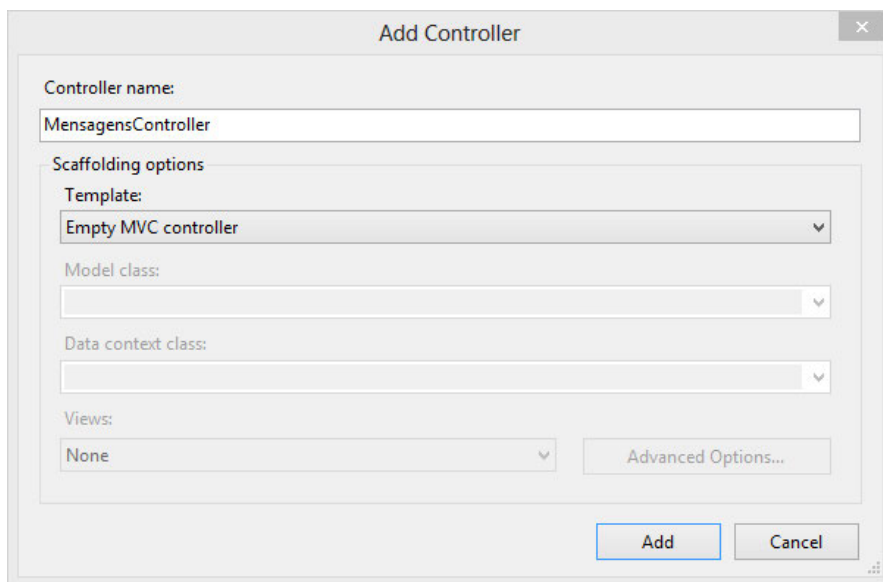 Add Controller
Controller name:
MensagensController
Scaffolding options
Template:
Empty MVC controller
Model class:
Data context class:
Views:
None
Advanced Options...
Add
Cancel